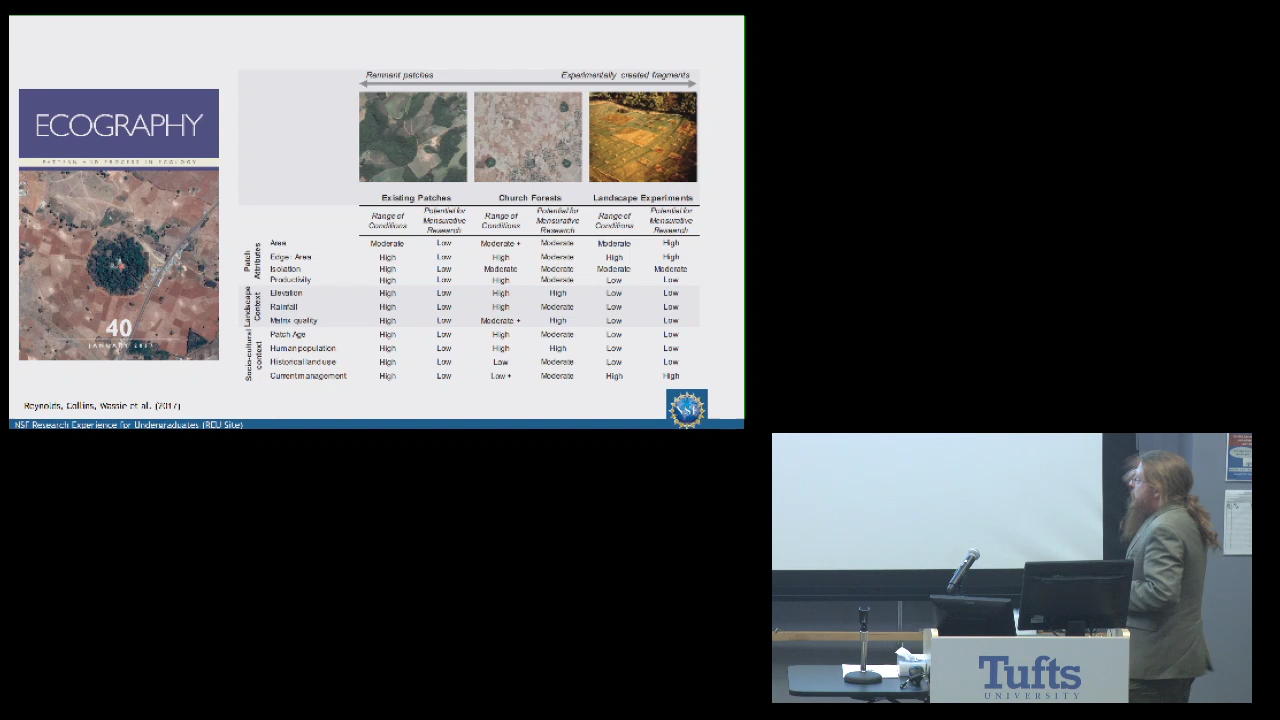 Remnant patches Experimentally created fragments
ECOGRAPHY
PATTERN AND PROCESS IN ECOLOGY
40
JANUARY 2017
Existing Patches Church Forests Landscape Experiments
Range of Conditions Potential for Mensurative Research Range of Conditions Potential for Mensurative Research Range of Conditions Potential for Mensurative Research
Patch Attributes
Area Moderate Low Moderate + Moderate Moderate High
Edge: Area High Low High Moderate High High
Isolation High Low Moderate Moderate Moderate Moderate
Productivity High Low High Moderate Low Low
Landscape Context
Elevation High Low High High Low Low
Rainfall High Low High Moderate Low Low
Matrix quality High Low Moderate + High Low Low
Socio-cultural context
Patch Age High Low High Moderate Low Low
Human population High Low High High Low Low
Historical land use High Low Low Moderate Low Low
Current management High Low Low + Moderate High High
Reynolds, Collins, Wassie et al. (2017)
NSF
NSF Research Experience for Undergraduates (REU Site)
Tufts
UNIVERSITY